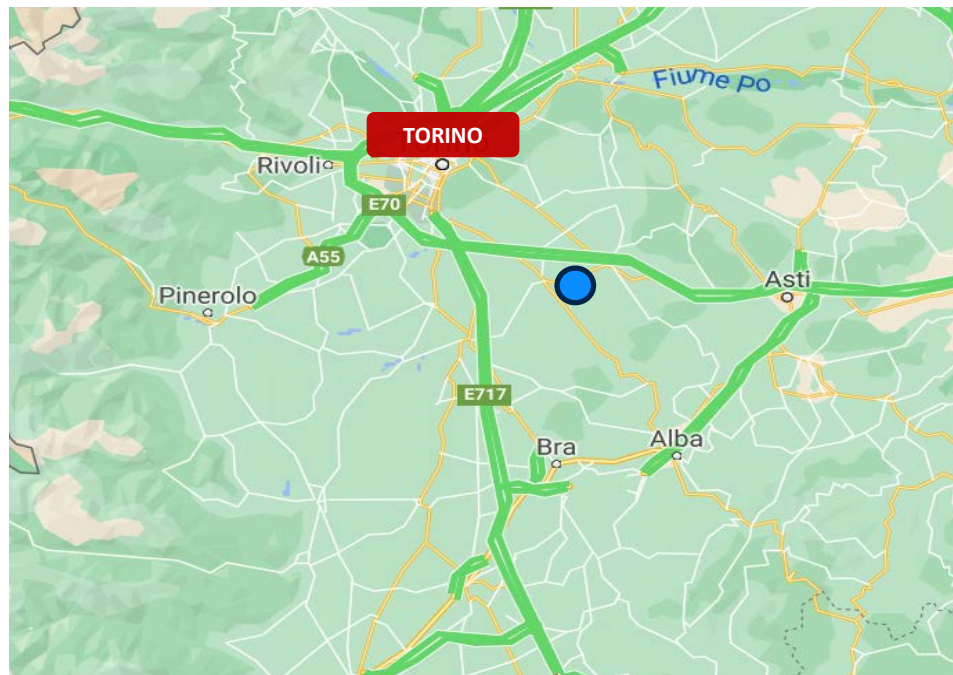 Fiume Po
TORINO
Rivoli
E70
A55
Asti
Pinerolo
E717
Bra
Alba